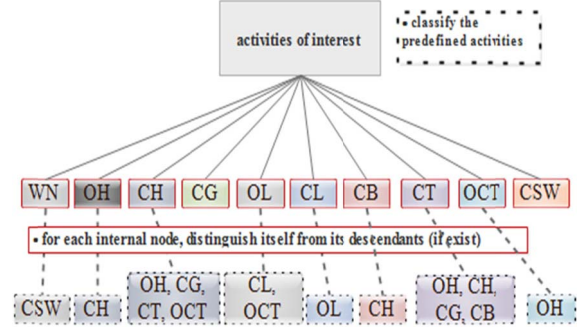 activities of interest
• classify the
predefined activities
WN OH CH CG OL CL CB CT OCT CSW
• for each internal node, distinguish itself from its descendants (if exist)
CSW
CH
OH, CG,
CT, OCT
CL,
OCT
OL
CH
OH, CH,
CG, CB
OH